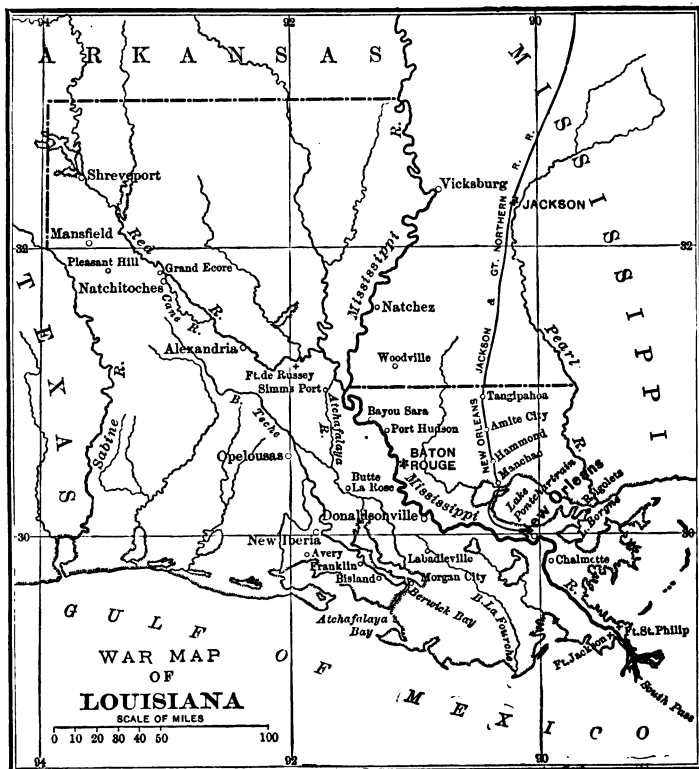 94
92
90
ARKANSAS
MISSISSIPPI
R.
Vicksburg
Shreveport
JACKSON
NEW ORLEANS JACKSON & GT. NORTHERN R. R.
Mansfield
32
32
Red
R.
Pleasant Hill
Grand Ecore
Natchitoches
Cane
R.
Mississippi
Natchez
TEXAS
Pearl
R.
Alexandria
Woodville
Ft. de Russey
Simms Port
Tangipahoa
Sabine
R.
B. Teche
Atchafalaya
R.
Bayou Sara
Port Hudson
Amite City
Hammond
Manchac
Opelousas
BATON
ROUGE
Butte
La Rose
Mississippi
Lake
Pontchartrain
New Orleans
Rigolets
Borgne
Donaldsonville
30
30
New Iberia
Avery
Franklin
Bisland
Labadieville
Morgan City
Chalmette
R.
Berwick Bay
B. La Fourche
Atchafalaya
Bay
Ft. St. Philip
Ft. Jackson
South Pass
GULF OF MEXICO
WAR MAP
OF
LOUISIANA
SCALE OF MILES
0 10 20 30 40 50 100
94
92
90